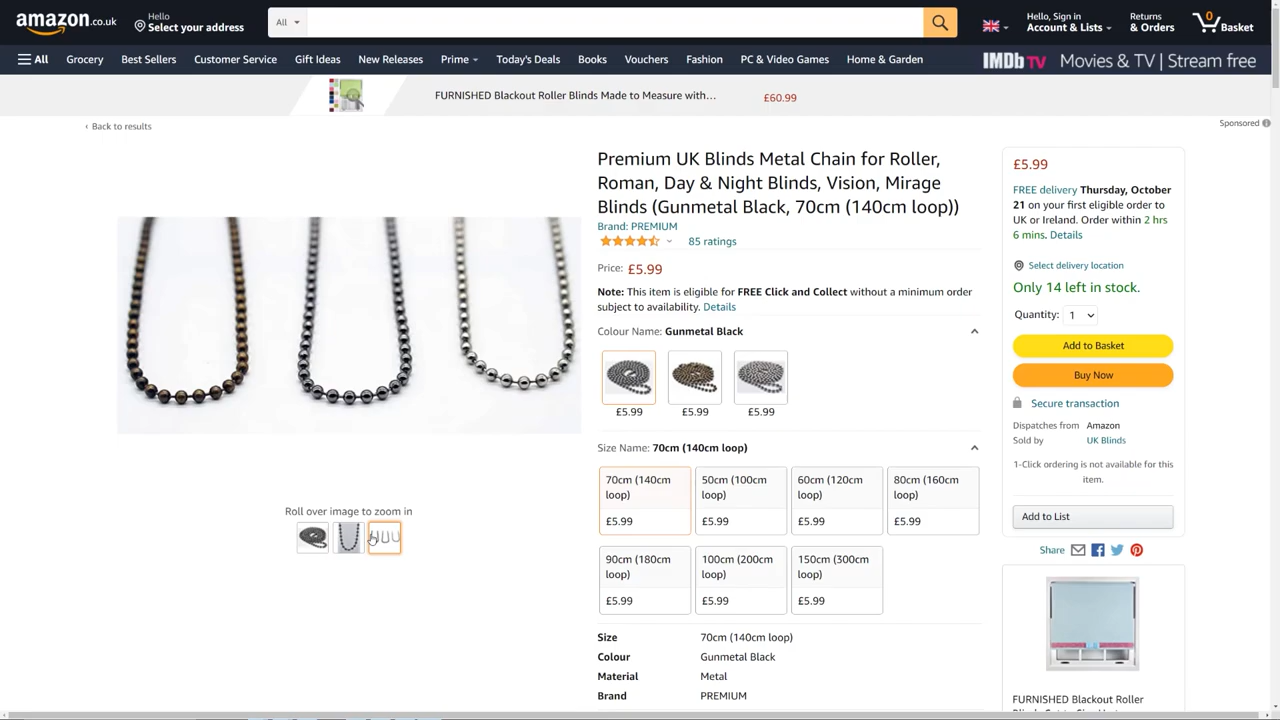 amazon.co.uk
Hello
Select your address
All
Hello, Sign in
Account & Lists
Returns
& Orders
0
Basket
All
Grocery
Best Sellers
Customer Service
Gift Ideas
New Releases
Prime
Today's Deals
Books
Vouchers
Fashion
PC & Video Games
Home & Garden
IMDb TV Movies & TV | Stream free
FURNISHED Blackout Roller Blinds Made to Measure with…
£60.99
‹ Back to results
Sponsored
Premium UK Blinds Metal Chain for Roller,
Roman, Day & Night Blinds, Vision, Mirage
Blinds (Gunmetal Black, 70cm (140cm loop))
Brand: PREMIUM
85 ratings
Price: £5.99
Note: This item is eligible for FREE Click and Collect without a minimum order
subject to availability. Details
Colour Name: Gunmetal Black
£5.99
£5.99
£5.99
Size Name: 70cm (140cm loop)
70cm (140cm
loop)
£5.99
50cm (100cm
loop)
£5.99
60cm (120cm
loop)
£5.99
80cm (160cm
loop)
£5.99
90cm (180cm
loop)
£5.99
100cm (200cm
loop)
£5.99
150cm (300cm
loop)
£5.99
Size 70cm (140cm loop)
Colour Gunmetal Black
Material Metal
Brand PREMIUM
Roll over image to zoom in
£5.99
FREE delivery Thursday, October
21 on your first eligible order to
UK or Ireland. Order within 2 hrs
6 mins. Details
Select delivery location
Only 14 left in stock.
Quantity: 1
Add to Basket
Buy Now
Secure transaction
Dispatches from Amazon
Sold by UK Blinds
1-Click ordering is not available for this
item.
Add to List
Share
FURNISHED Blackout Roller